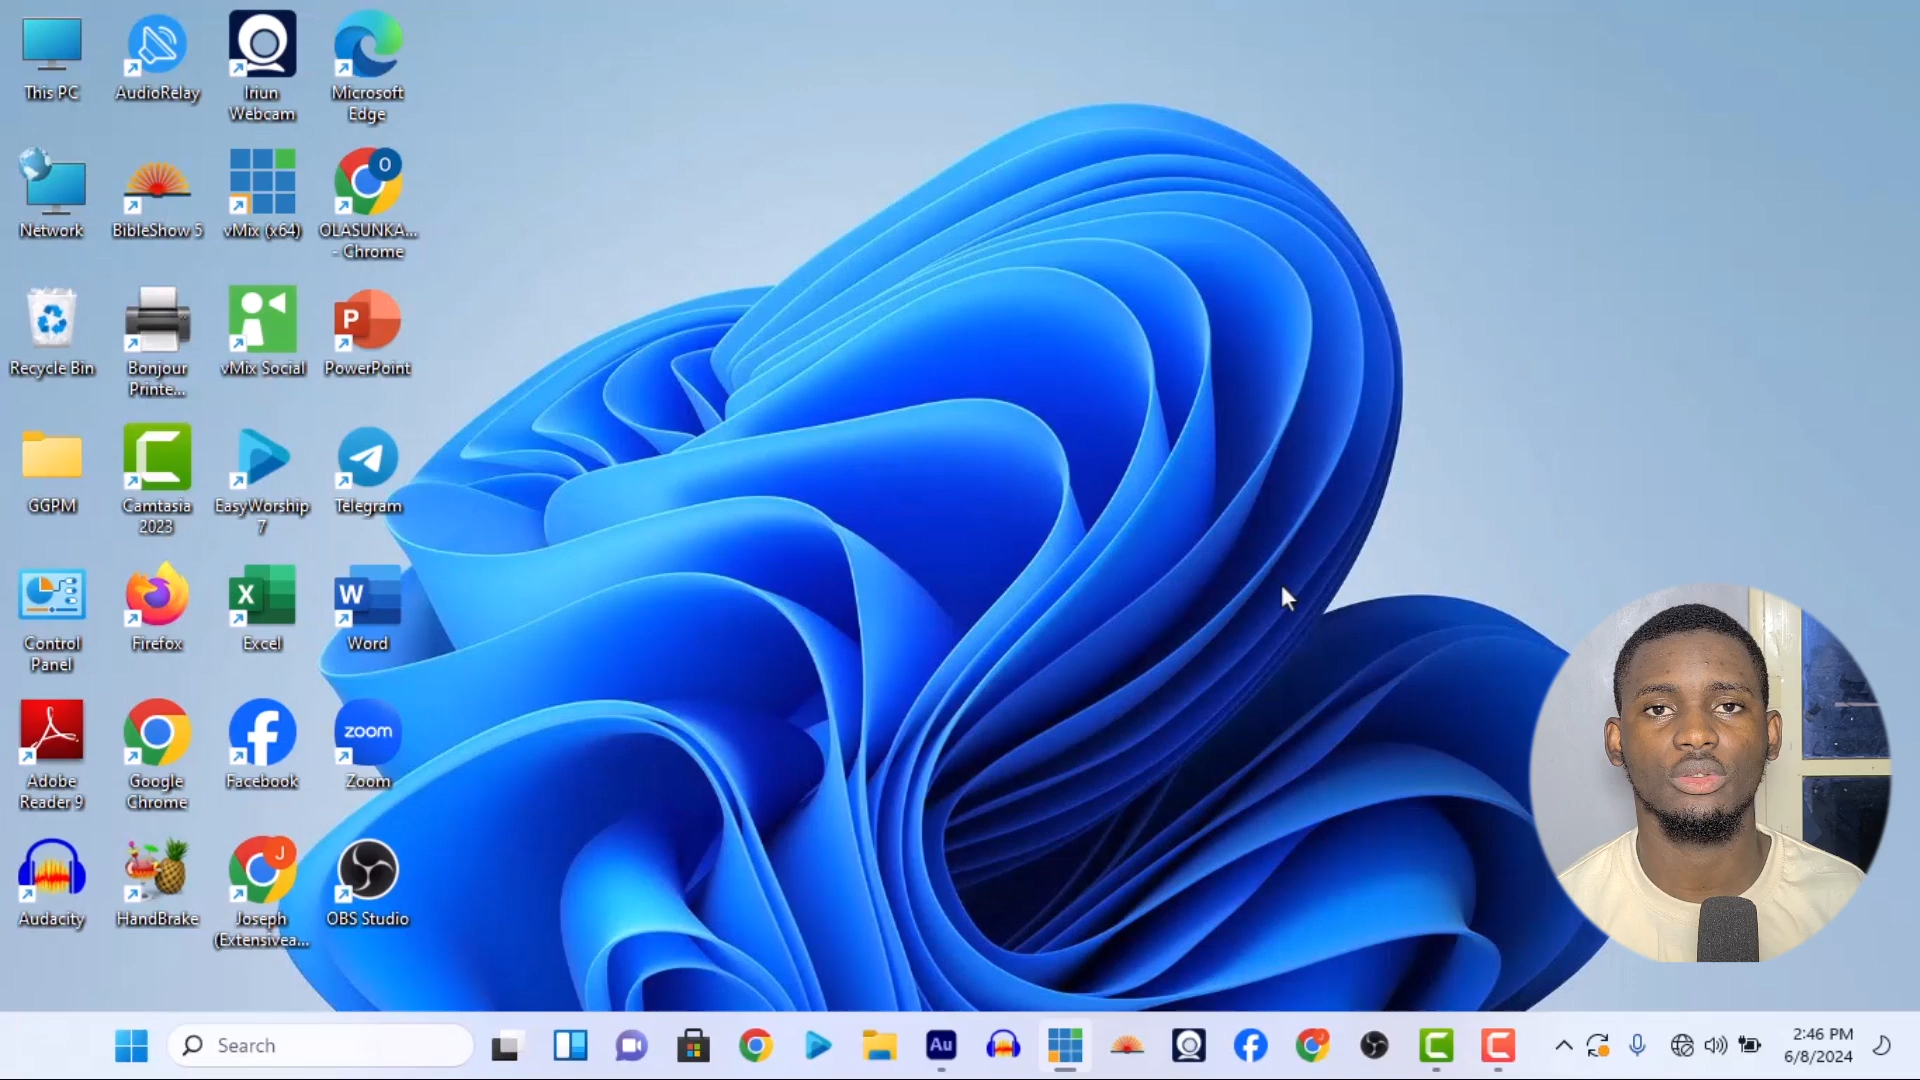 This PC
AudioRelay
Iriun
Webcam
Microsoft
Edge
Network
BibleShow 5
vMix (x64)
O
OLASUNKA...
- Chrome
Recycle Bin
Bonjour
Printe...
vMix Social
P
PowerPoint
GGPM
Camtasia
2023
EasyWorship
7
Telegram
Control
Panel
Firefox
X
Excel
W
Word
Adobe
Reader 9
Google
Chrome
Facebook
zoom
Zoom
Audacity
HandBrake
J
Joseph
(Extensivea...
OBS Studio
Search
Au
2:46 PM
6/8/2024